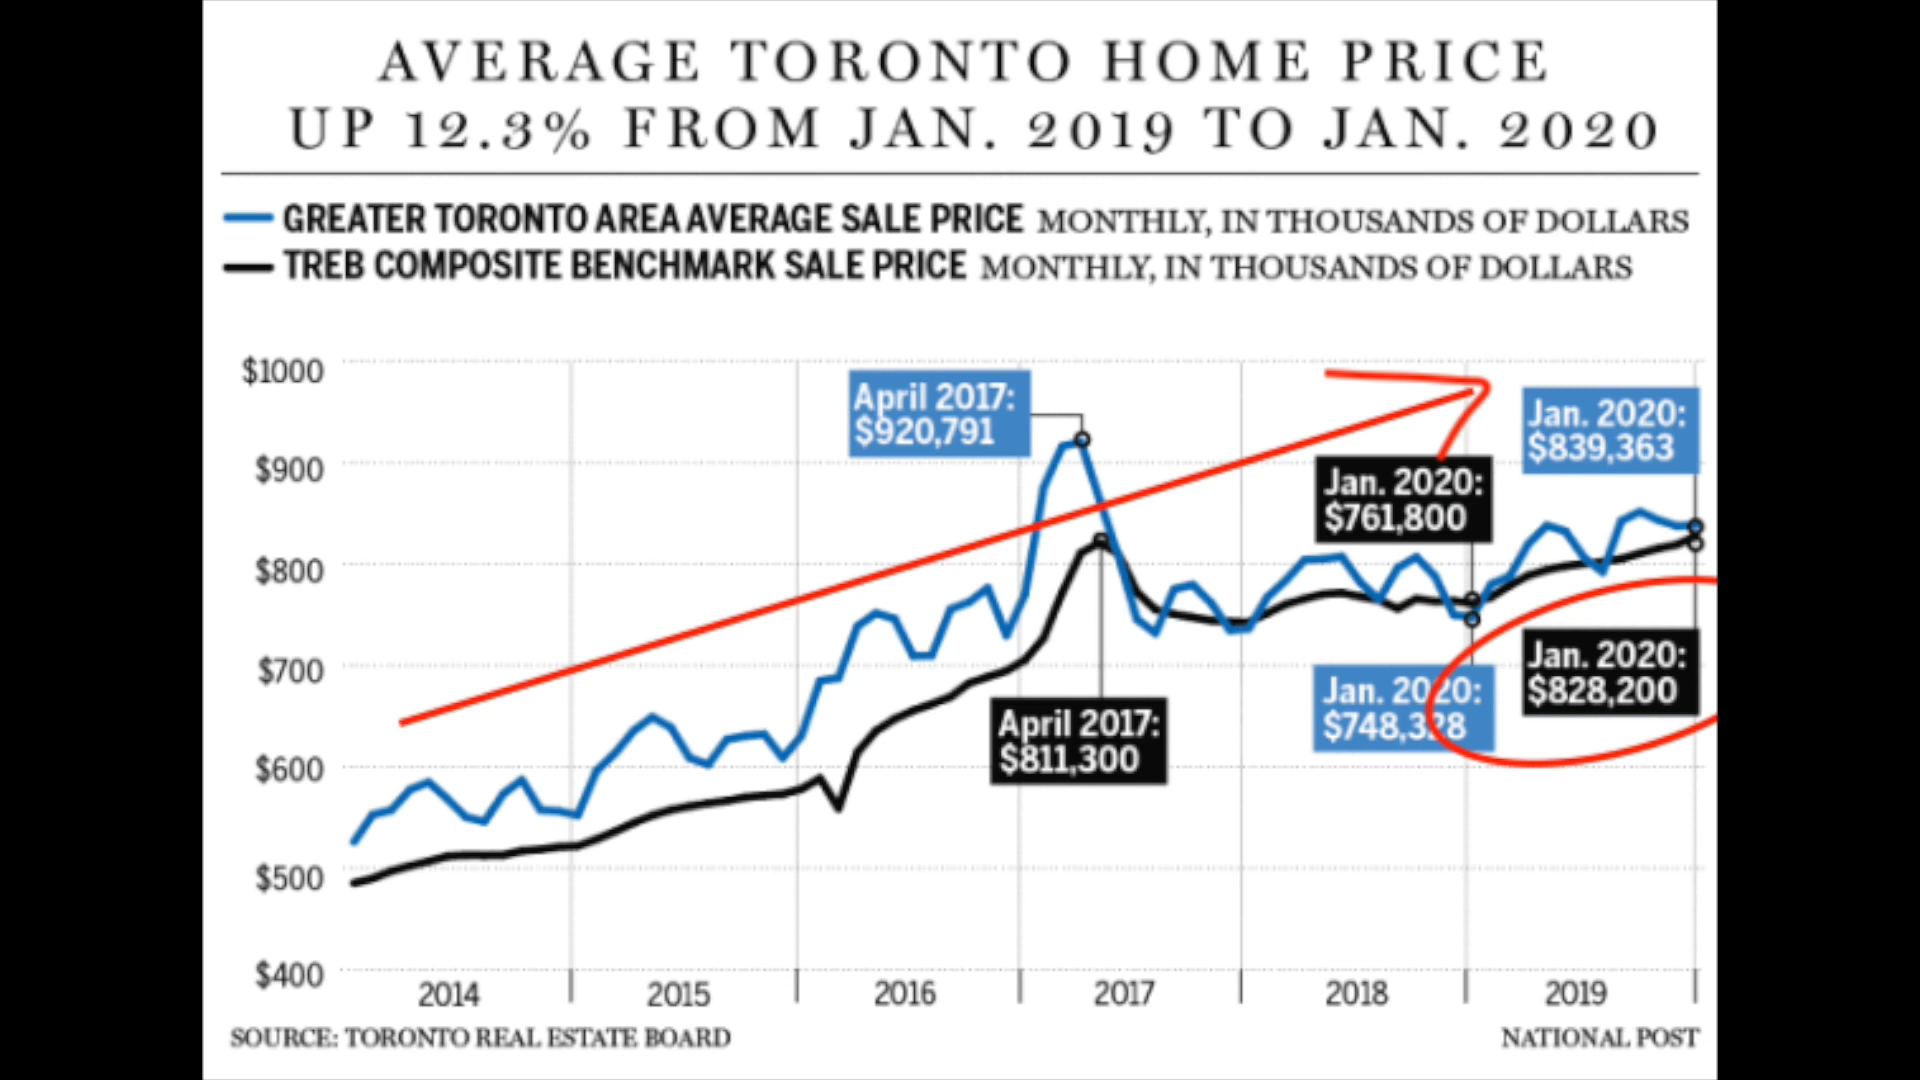 AVERAGE TORONTO HOME PRICE
UP 12.3% FROM JAN. 2019 TO JAN. 2020
GREATER TORONTO AREA AVERAGE SALE PRICE MONTHLY, IN THOUSANDS OF DOLLARS
TREB COMPOSITE BENCHMARK SALE PRICE MONTHLY, IN THOUSANDS OF DOLLARS
$1000
$900
$800
$700
$600
$500
$400
April 2017:
$920,791
Jan. 2020:
$839,363
Jan. 2020:
$761,800
Jan. 2020:
$828,200
Jan. 2020:
$748,328
April 2017:
$811,300
2014
2015
2016
2017
2018
2019
SOURCE: TORONTO REAL ESTATE BOARD
NATIONAL POST